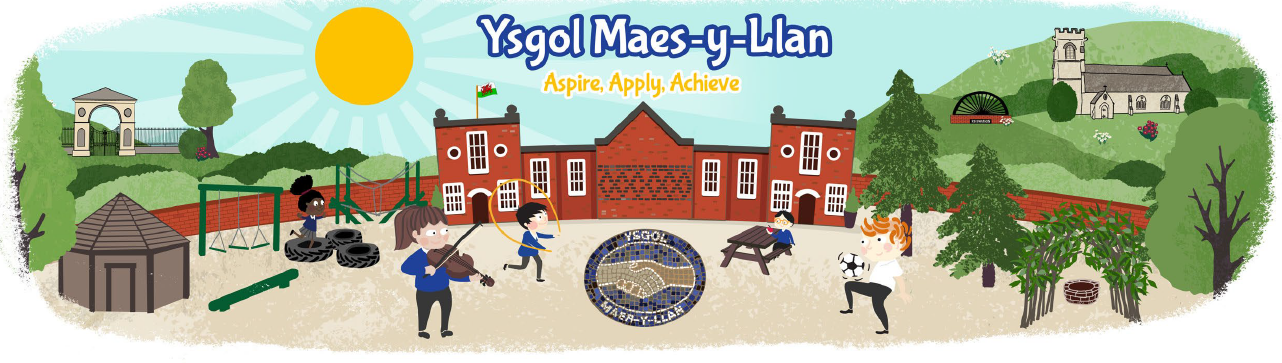 Ysgol Maes-y-Llan
Aspire, Apply, Achieve
YSGOL
MAES-Y-LLAN